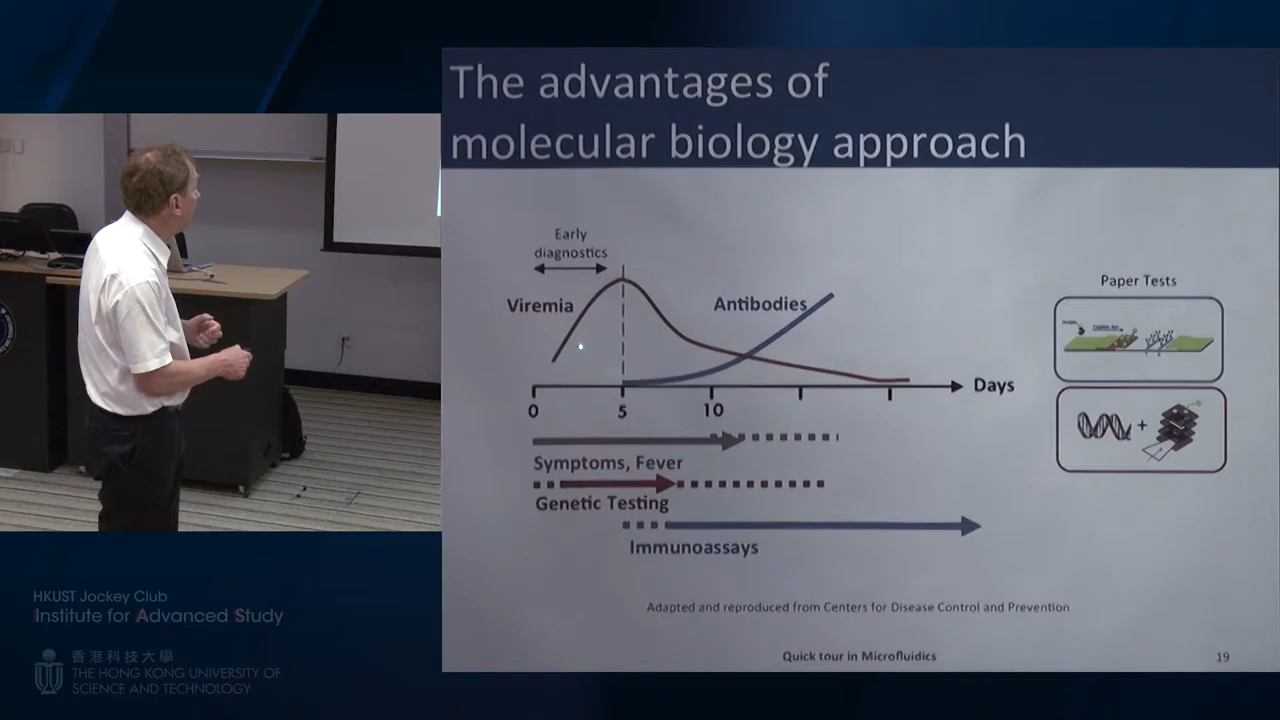 The advantages of
molecular biology approach
Early
diagnostics
Viremia
Antibodies
Days
0
5
10
Symptoms, Fever
Genetic Testing
Immunoassays
Paper Tests
+
Adapted and reproduced from Centers for Disease Control and Prevention
Quick tour in Microfluidics
19
HKUST Jockey Club
Institute for Advanced Study
香港科技大學
THE HONG KONG UNIVERSITY OF
SCIENCE AND TECHNOLOGY